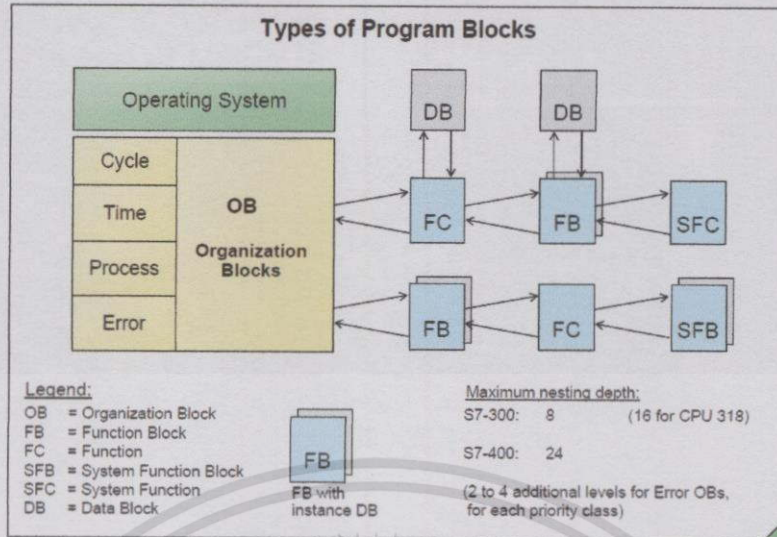 Types of Program Blocks
Operating System
DB
DB
Cycle
Time
Process
Error
OB
Organization
Blocks
FC
FB
SFC
FB
FC
SFB
Legend:
OB = Organization Block
FB = Function Block
FC = Function
SFB = System Function Block
SFC = System Function
DB = Data Block
FB
FB with
instance DB
Maximum nesting depth:
S7-300: 8 (16 for CPU 318)
S7-400: 24
(2 to 4 additional levels for Error OBs,
for each priority class)